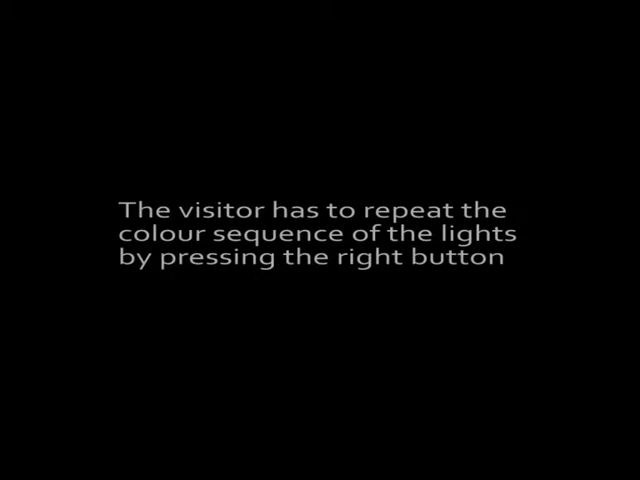 The visitor has to repeat the
colour sequence of the lights
by pressing the right button